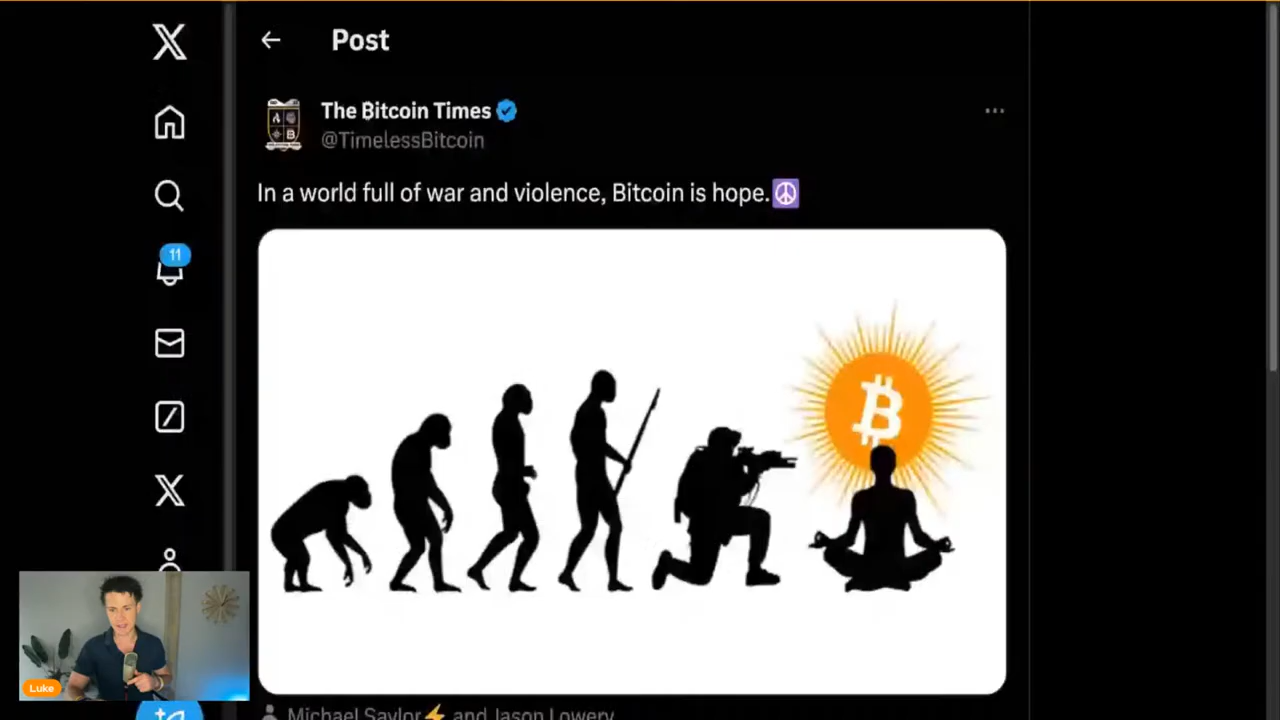 Post
The Bitcoin Times
@TimelessBitcoin
In a world full of war and violence, Bitcoin is hope.☮️
11
Luke
Michael Saylor⚡ and Jason Lowery